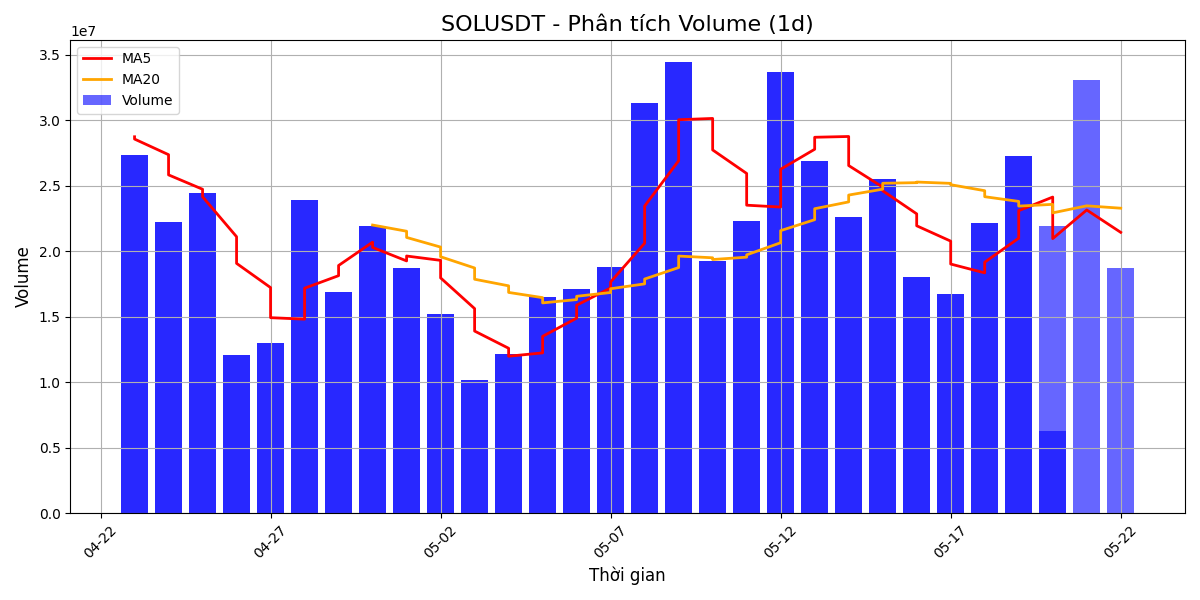 SOLUSDT - Phân tích Volume (1d)
1e7
MA5
MA20
Volume
3.5
3.0
2.5
2.0
1.5
1.0
0.5
0.0
Volume
04-22
04-27
05-02
05-07
05-12
05-17
05-22
Thời gian